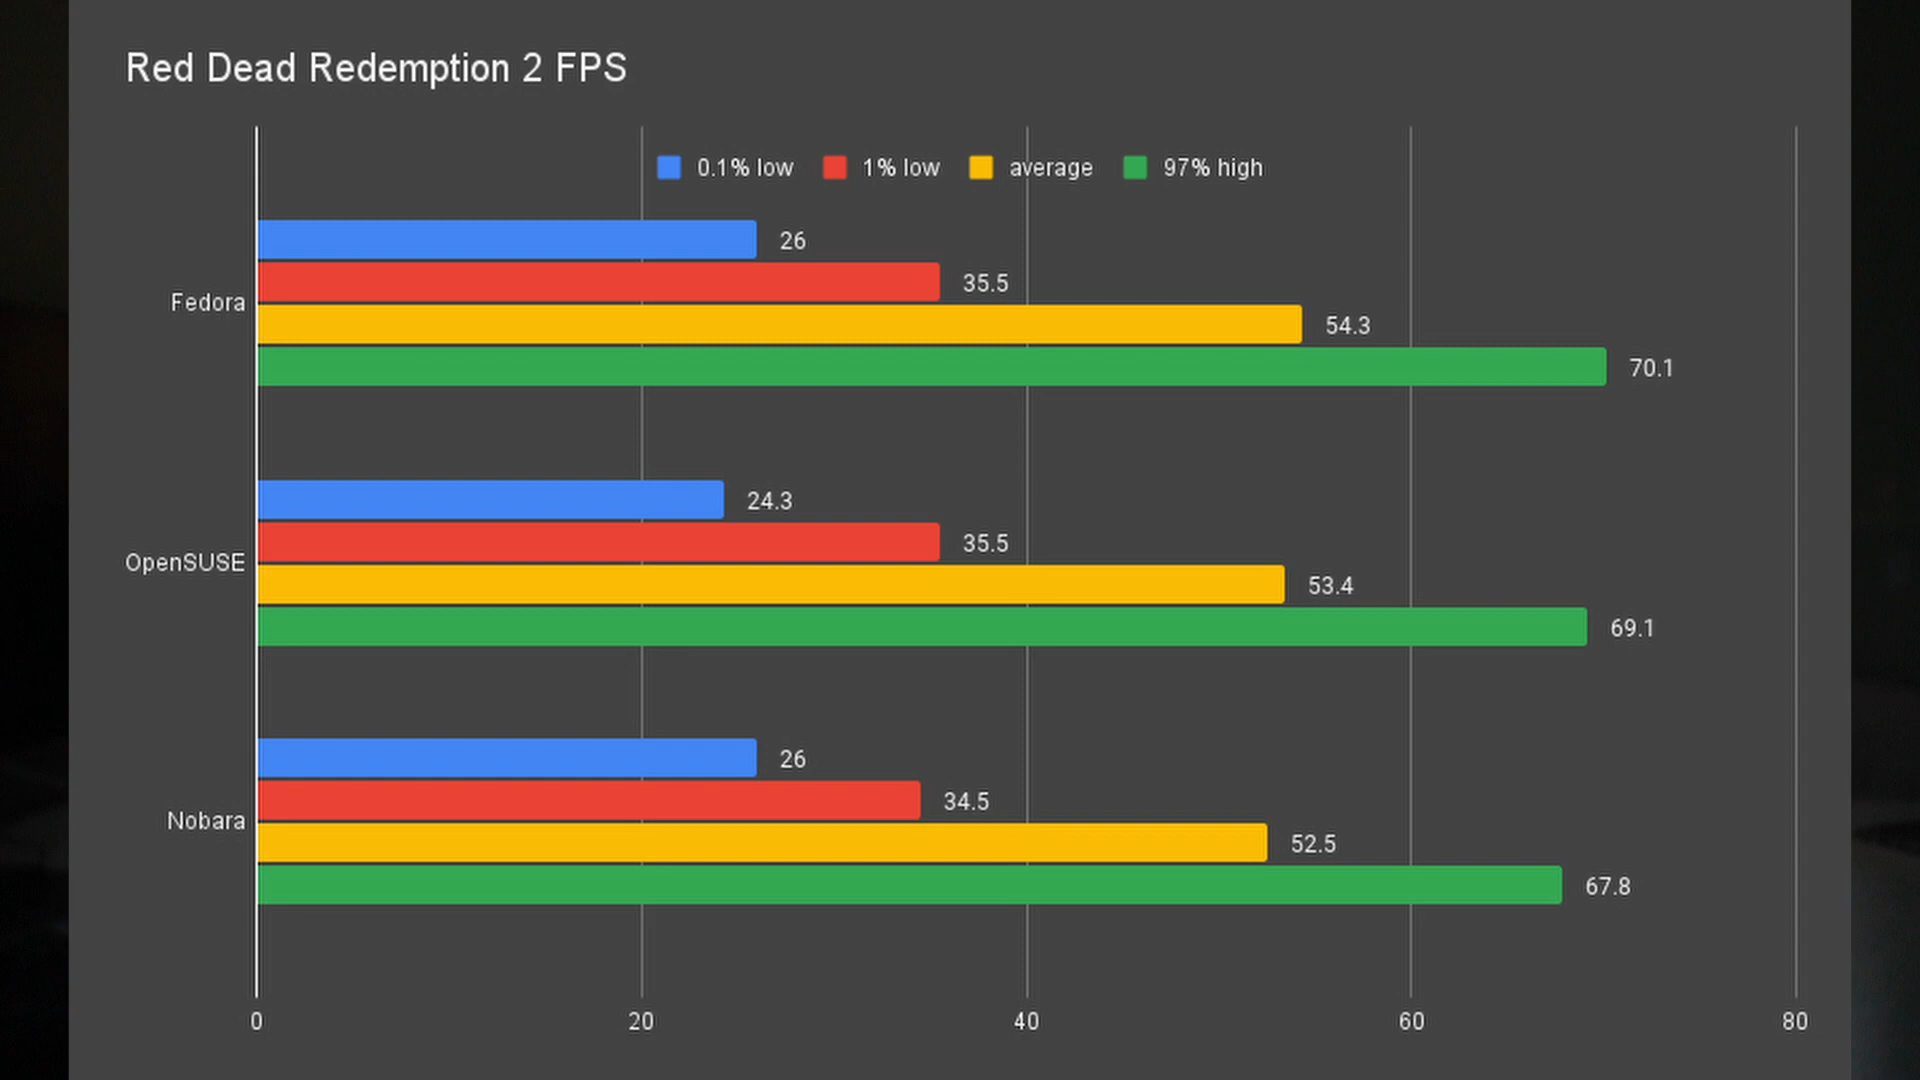 Red Dead Redemption 2 FPS
0.1% low 1% low average 97% high
Fedora
26
35.5
54.3
70.1
OpenSUSE
24.3
35.5
53.4
69.1
Nobara
26
34.5
52.5
67.8
0 20 40 60 80